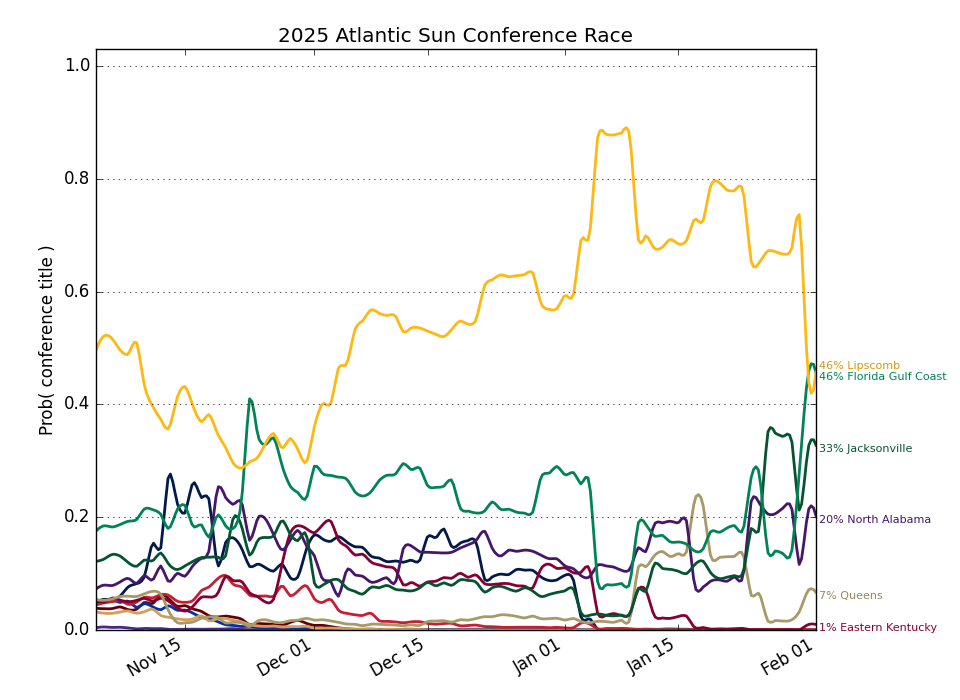 2025 Atlantic Sun Conference Race
Prob( conference title )
1.0
0.8
0.6
0.4
0.2
0.0
46% Lipscomb
46% Florida Gulf Coast
33% Jacksonville
20% North Alabama
7% Queens
1% Eastern Kentucky
Nov 15
Dec 01
Dec 15
Jan 01
Jan 15
Feb 01